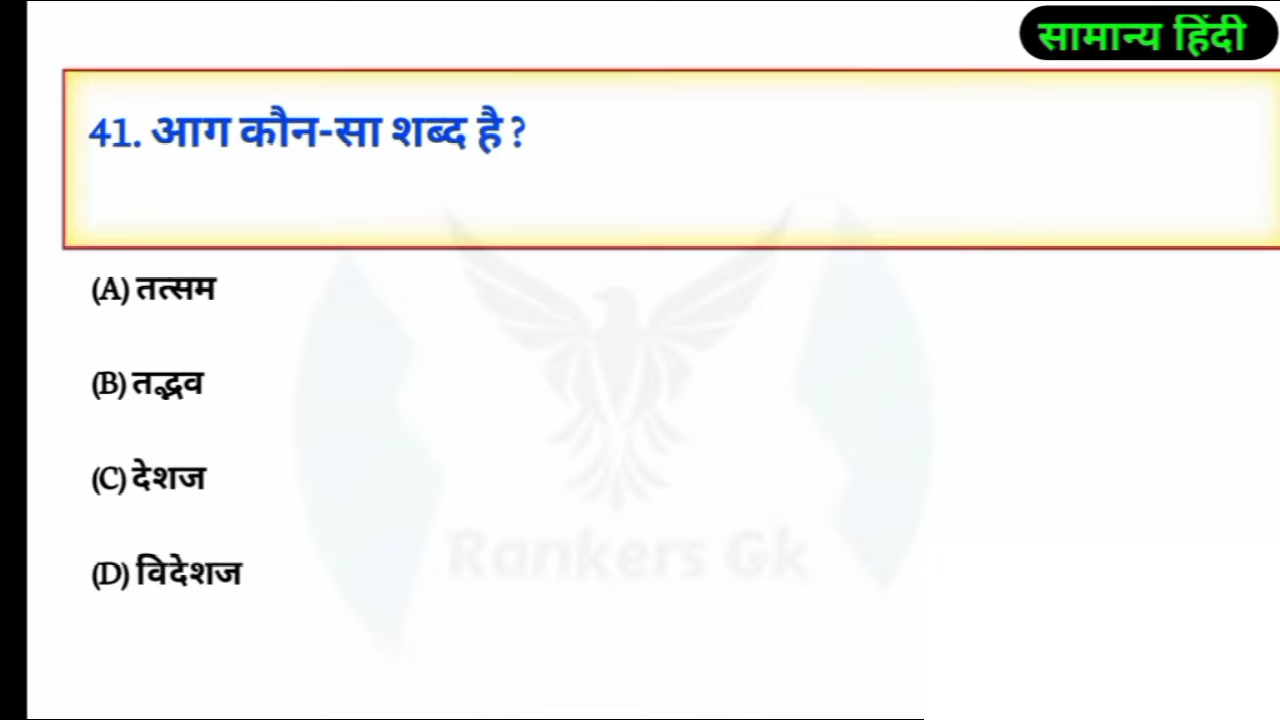 सामान्य हिंदी
41. आग कौन-सा शब्द है ?
(A) तत्सम
(B) तद्भव
(C) देशज
(D) विदेशज
Rankers Gk